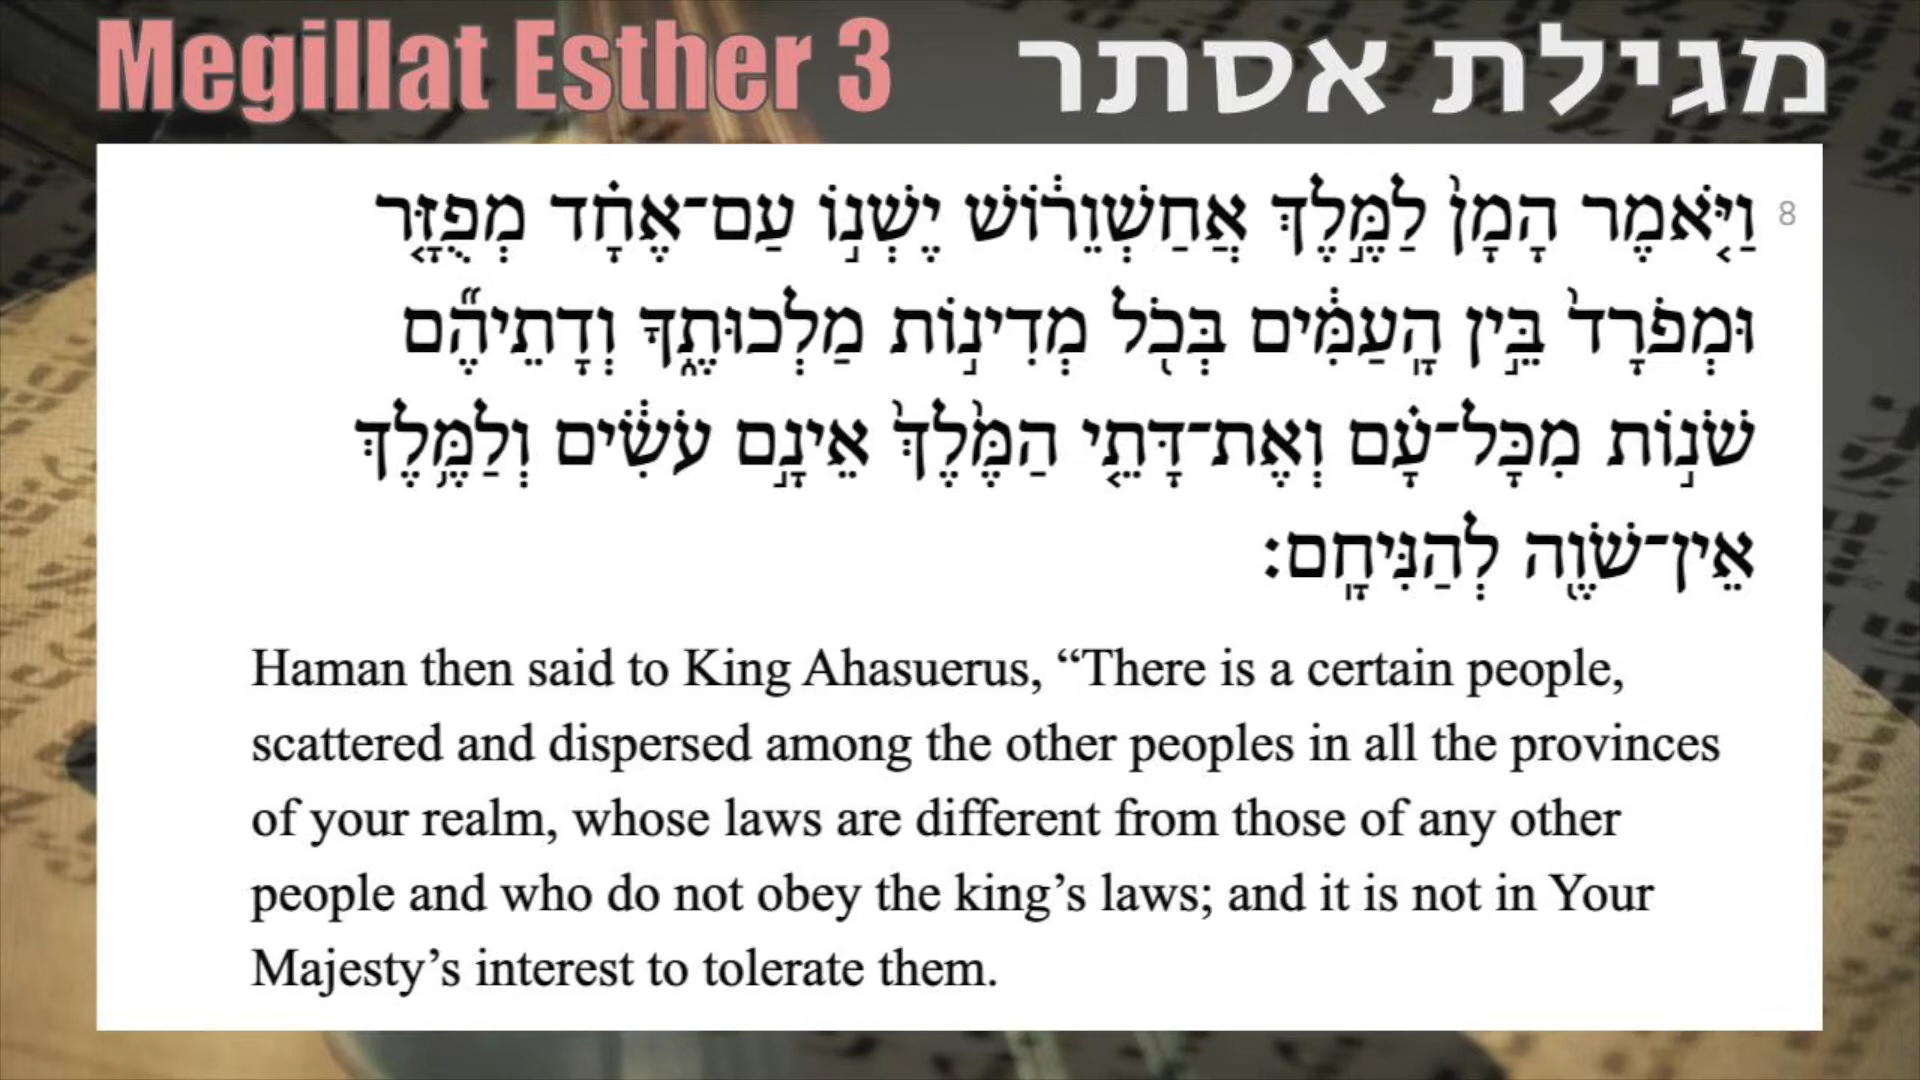 Megillat Esther 3 מגילת אסתר
8 וַיֹּ֤אמֶר הָמָן֙ לַמֶּ֣לֶךְ אֲחַשְׁוֵר֔וֹשׁ יֶשְׁנ֣וֹ עַם־אֶחָ֗ד מְפֻזָּ֤ר
וּמְפֹרָד֙ בֵּ֣ין הָֽעַמִּ֔ים בְּכֹ֖ל מְדִינ֣וֹת מַלְכוּתֶ֑ךָ וְדָתֵיהֶ֞ם
שֹׁנ֣וֹת מִכׇּל־עָ֗ם וְאֶת־דָּתֵ֤י הַמֶּ֙לֶךְ֙ אֵינָ֣ם עֹשִׂ֔ים וְלַמֶּ֥לֶךְ
אֵין־שֹׁוֶ֖ה לְהַנִּיחָֽם׃
Haman then said to King Ahasuerus, “There is a certain people,
scattered and dispersed among the other peoples in all the provinces
of your realm, whose laws are different from those of any other
people and who do not obey the king’s laws; and it is not in Your
Majesty’s interest to tolerate them.